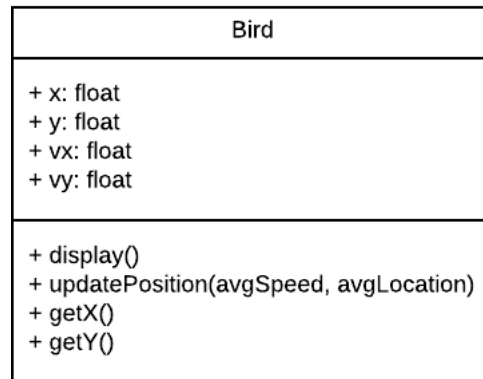 Bird
+ x: float
+ y: float
+ vx: float
+ vy: float
+ display()
+ updatePosition(avgSpeed, avgLocation)
+ getX()
+ getY()